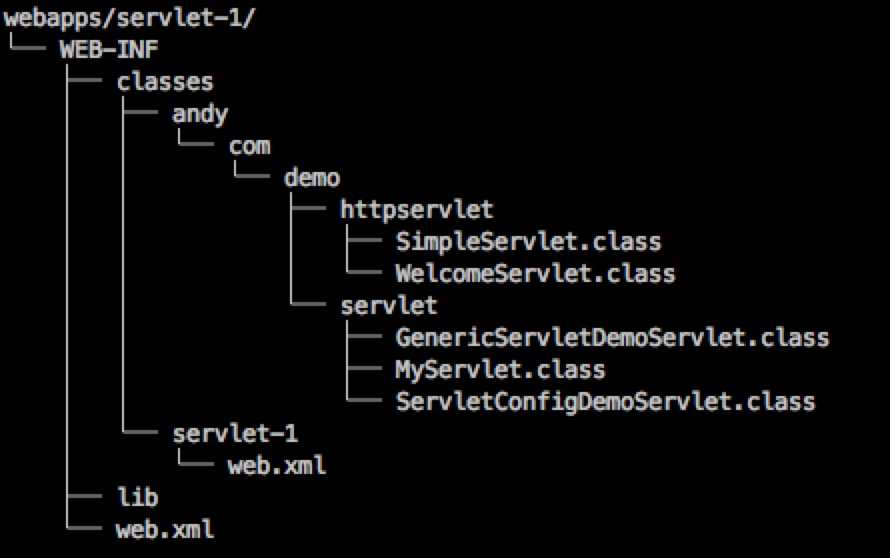 webapps/servlet-1/
└── WEB-INF
    ├── classes
    │   ├── andy
    │   │   └── com
    │   │       └── demo
    │   │           ├── httpservlet
    │   │           │   ├── SimpleServlet.class
    │   │           │   └── WelcomeServlet.class
    │   │           └── servlet
    │   │               ├── GenericServletDemoServlet.class
    │   │               ├── MyServlet.class
    │   │               └── ServletConfigDemoServlet.class
    │   └── servlet-1
    │       └── web.xml
    ├── lib
    └── web.xml